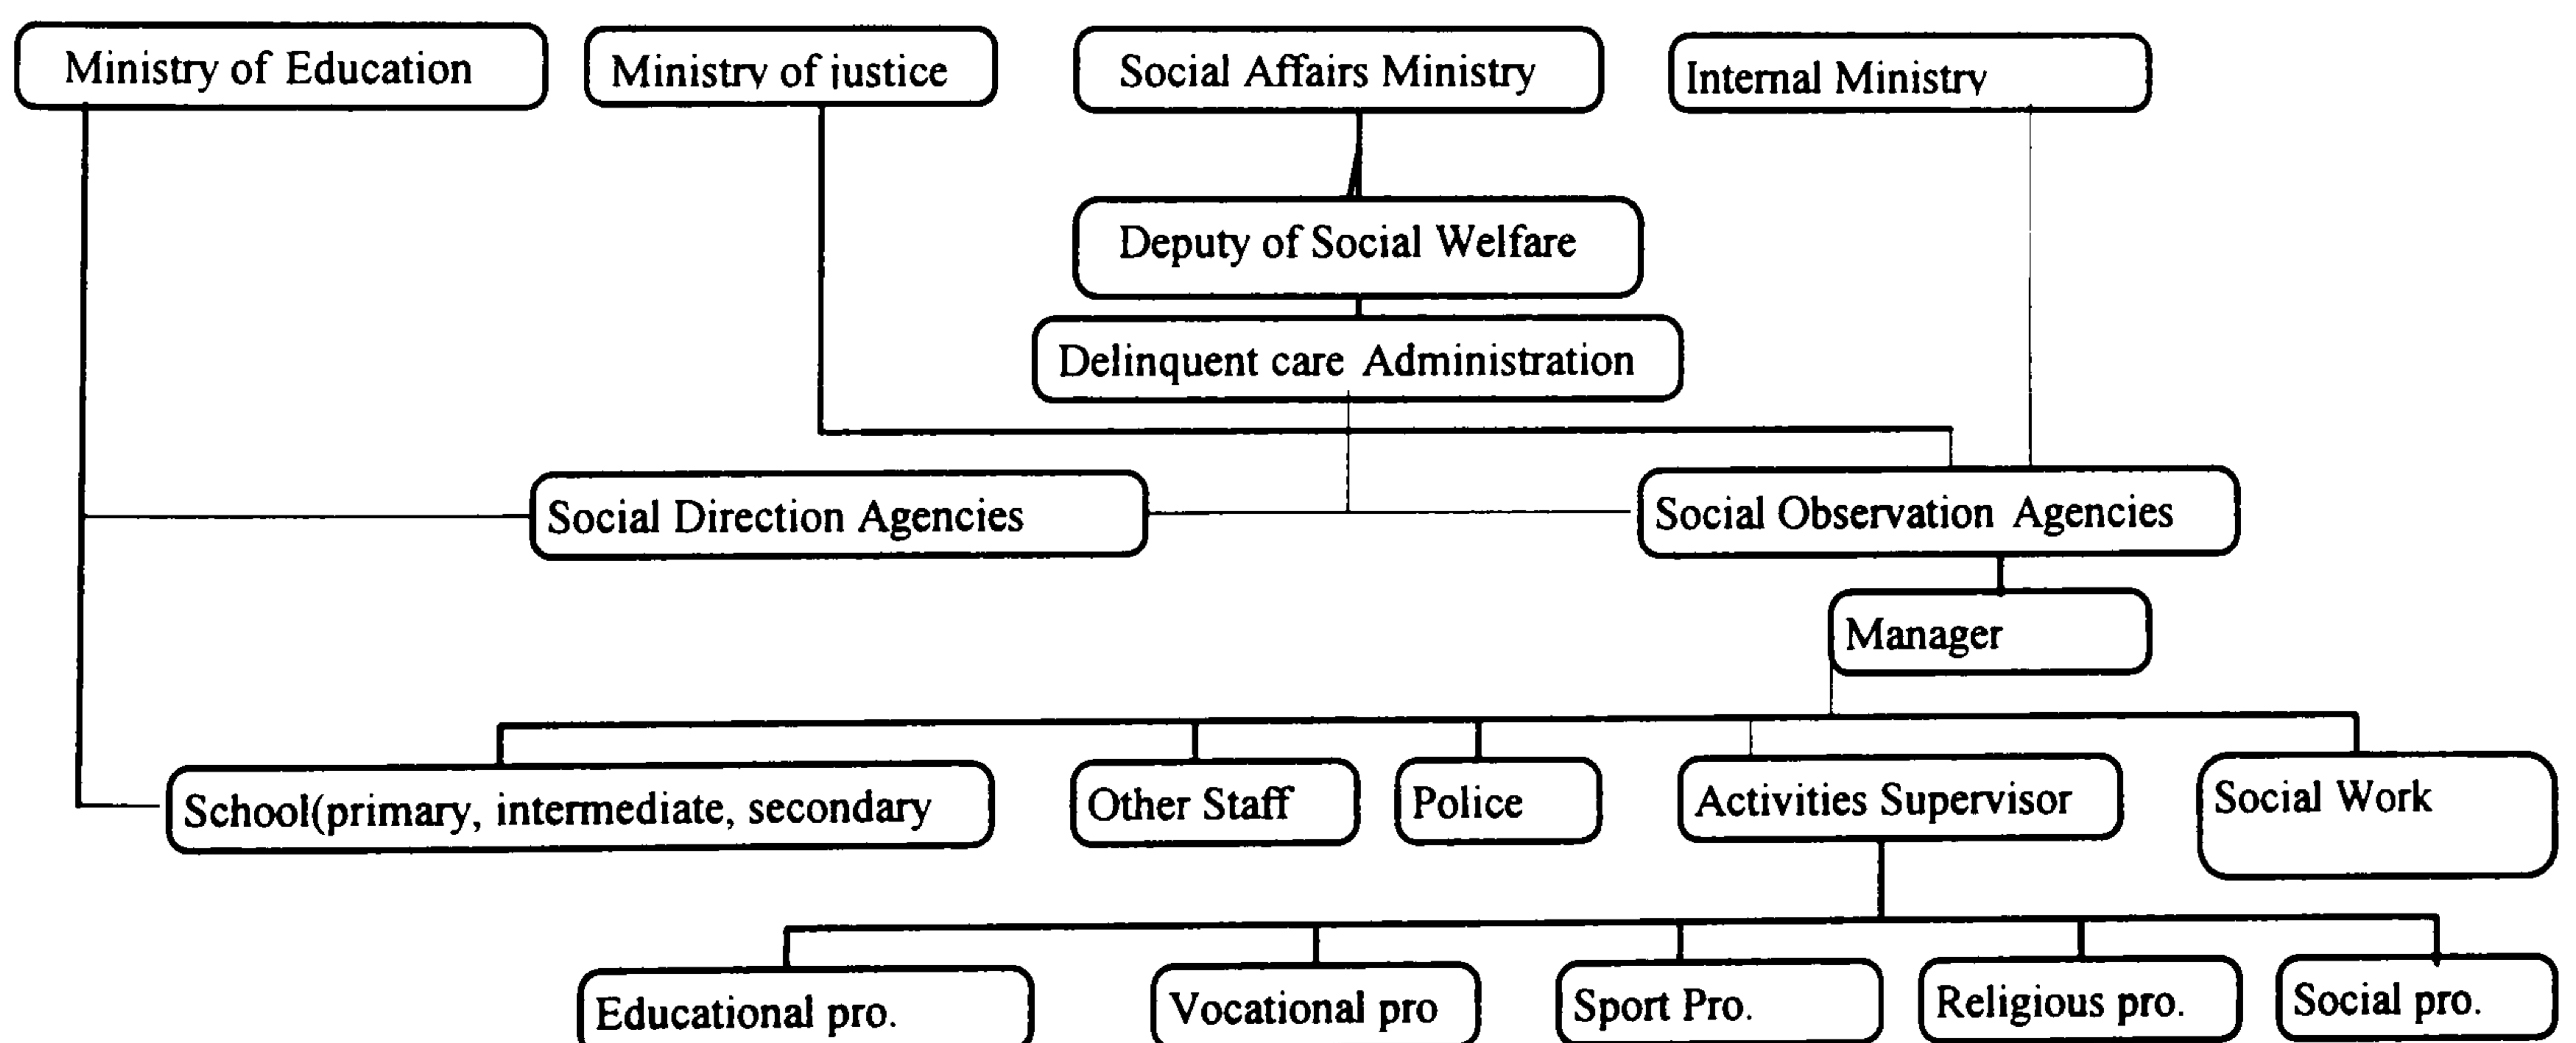 Ministry of Education
Ministry of justice
Social Affairs Ministry
Internal Ministry
Deputy of Social Welfare
Delinquent care Administration
Social Direction Agencies
Social Observation Agencies
Manager
School(primary, intermediate, secondary
Other Staff
Police
Activities Supervisor
Social Work
Educational pro.
Vocational pro
Sport Pro.
Religious pro.
Social pro.